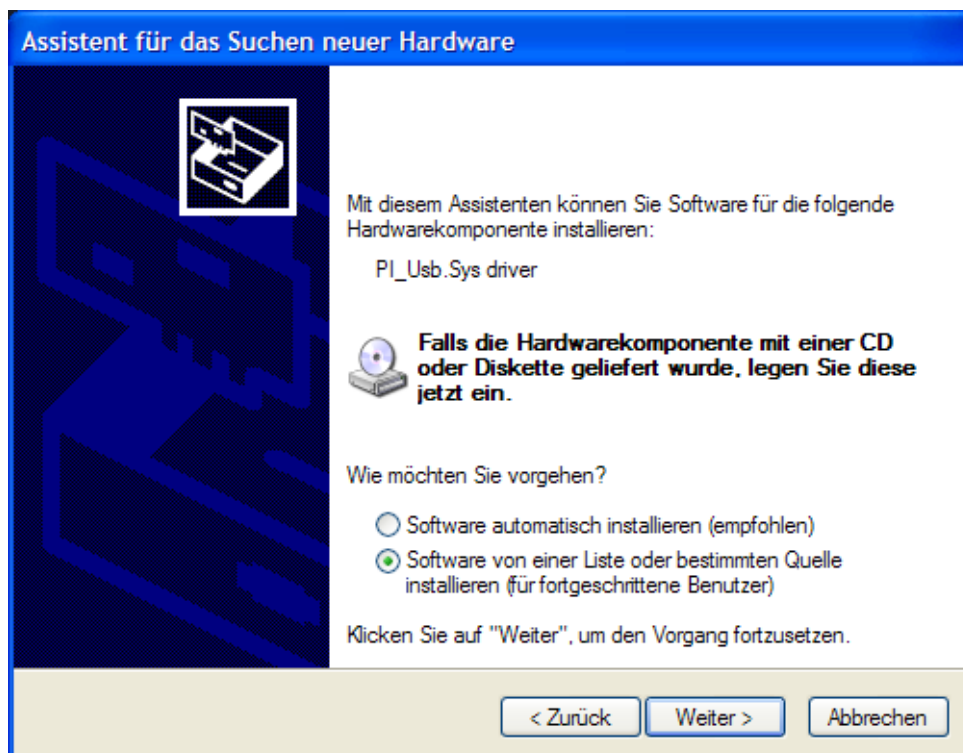 Assistent für das Suchen neuer Hardware
Mit diesem Assistenten können Sie Software für die folgende
Hardwarekomponente installieren:
PI_Usb.Sys driver
Falls die Hardwarekomponente mit einer CD
oder Diskette geliefert wurde, legen Sie diese
jetzt ein.
Wie möchten Sie vorgehen?
Software automatisch installieren (empfohlen)
Software von einer Liste oder bestimmten Quelle
installieren (für fortgeschrittene Benutzer)
Klicken Sie auf "Weiter", um den Vorgang fortzusetzen.
< Zurück Weiter > Abbrechen